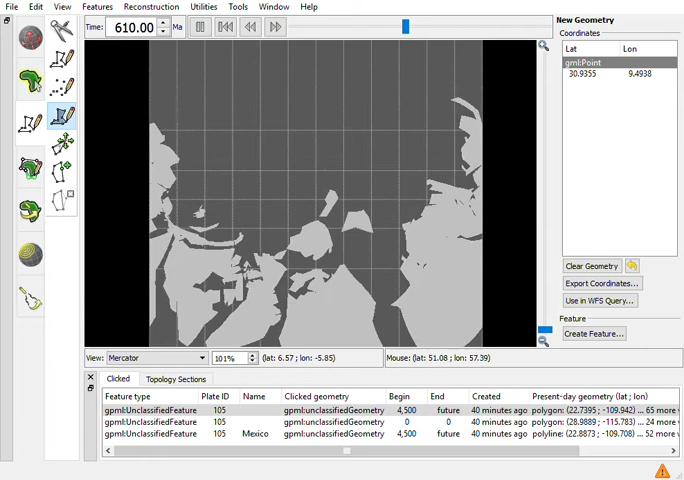 File Edit View Features Reconstruction Utilities Tools Window Help
Time: 610.00 Ma
New Geometry
Coordinates
Lat Lon
gml:Point
30.9355 9.4938
Clear Geometry
Export Coordinates...
Use in WFS Query...
Feature
Create Feature...
View: Mercator 101% (lat: 6.57 ; lon: -5.85) Mouse: (lat: 51.08 ; lon: 57.39)
Clicked Topology Sections
Feature type Plate ID Name Clicked geometry Begin End Created Present-day geometry (lat ; lon)
gpml:UnclassifiedFeature 105 gpml:unclassifiedGeometry 4,500 future 40 minutes ago polygon: (22.7395 ; -109.942) ... 65 more v
gpml:UnclassifiedFeature 105 gpml:unclassifiedGeometry 0 0 40 minutes ago polygon: (28.9889 ; -115.783) ... 24 more v
gpml:UnclassifiedFeature 105 Mexico gpml:unclassifiedGeometry 4,500 future 40 minutes ago polyline: (22.8873 ; -109.708) ... 52 more v